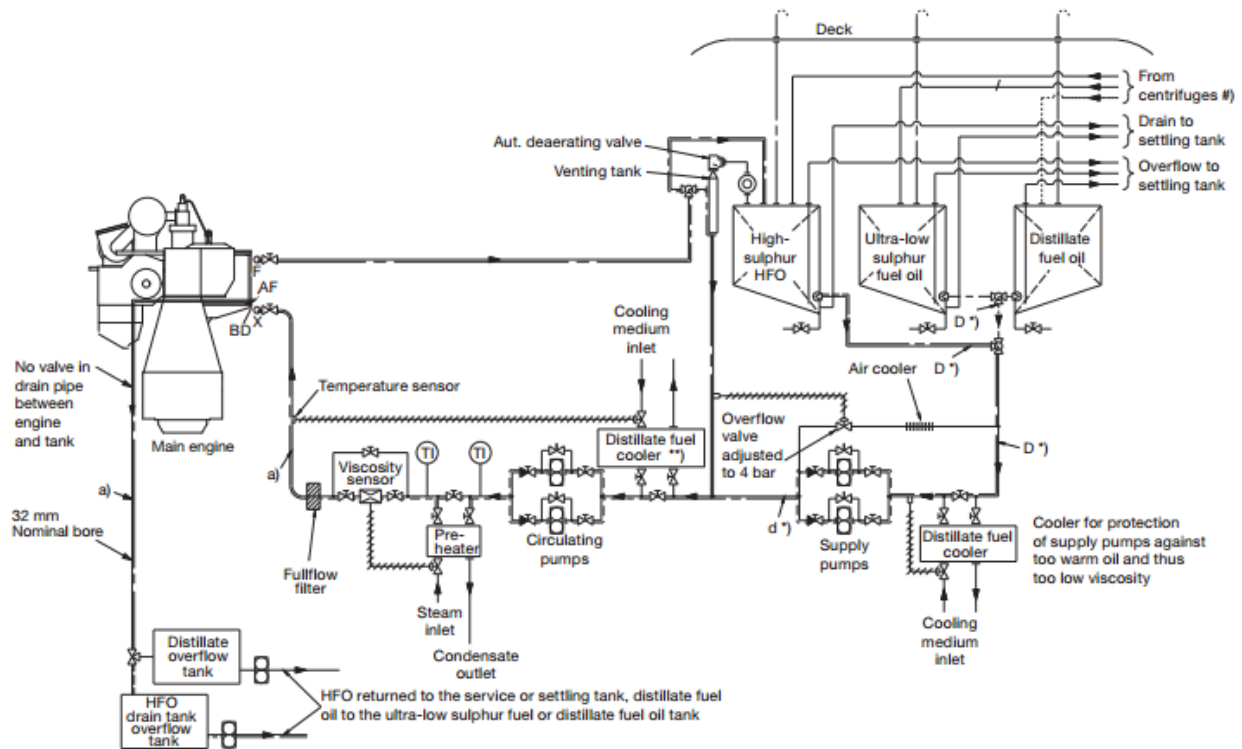 Deck
From
centrifuges #)
Drain to
settling tank
Overflow to
settling tank
Aut. deaerating valve
Venting tank
High-
sulphur
HFO
Ultra-low
sulphur
fuel oil
Distillate
fuel oil
F
AF
X
BD
D *)
D *)
Cooling
medium
inlet
No valve in
drain pipe
between
engine
and tank
Main engine
Temperature sensor
Air cooler
Overflow
valve
adjusted
to 4 bar
Distillate fuel
cooler **)
D *)
a)
Viscosity
sensor
TI
TI
a)
32 mm
Nominal bore
Pre-
heater
Circulating
pumps
d *)
Supply
pumps
Distillate fuel
cooler
Cooler for protection
of supply pumps against
too warm oil and thus
too low viscosity
Fullflow
filter
Steam
inlet
Condensate
outlet
Cooling
medium
inlet
Distillate
overflow
tank
HFO
drain tank
overflow
tank
HFO returned to the service or settling tank, distillate fuel
oil to the ultra-low sulphur fuel or distillate fuel oil tank